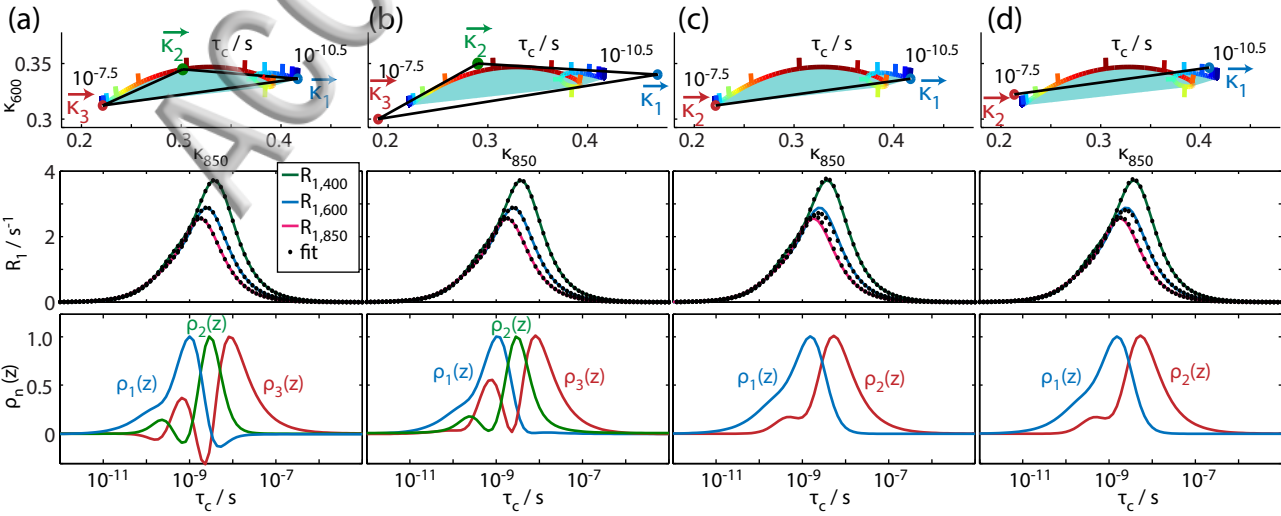 (a) (b) (c) (d)
τc / s τc / s τc / s τc / s
κ2 κ2
10-7.5 10-10.5 10-7.5 10-10.5 10-7.5 10-10.5 10-7.5 10-10.5
κ600 0.35 0.3
κ3 κ1 κ3 κ1 κ2 κ1 κ2 κ1
0.2 0.3 0.4 0.2 0.3 0.4 0.2 0.3 0.4 0.2 0.3 0.4
κ850 κ850 κ850 κ850
ACC
R1 / s-1
4 2 0
R1,400
R1,600
R1,850
fit
ρn(z)
1.0 0.5 0
ρ1(z) ρ2(z) ρ3(z) ρ1(z) ρ2(z) ρ3(z) ρ1(z) ρ2(z) ρ1(z) ρ2(z)
10-11 10-9 10-7 10-11 10-9 10-7 10-11 10-9 10-7 10-11 10-9 10-7
τc / s τc / s τc / s τc / s